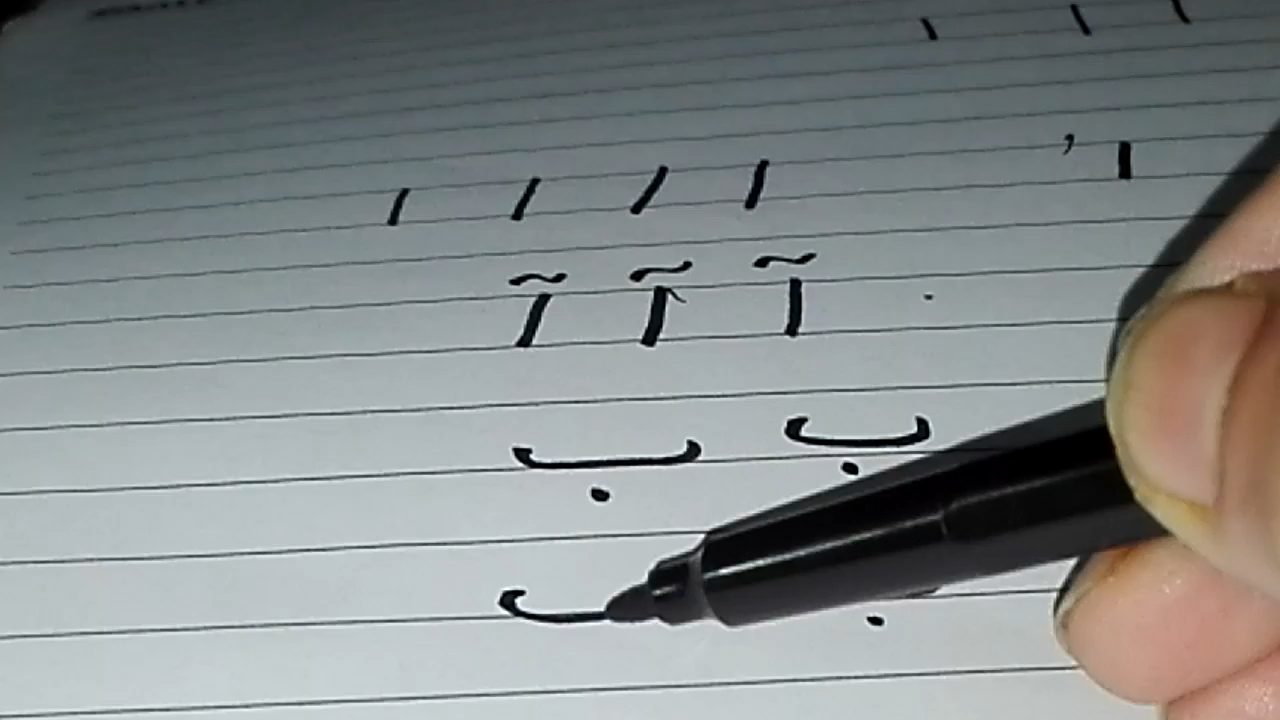 ا ا ا
ا ا ا ا ا
آ آ آ
ب ب